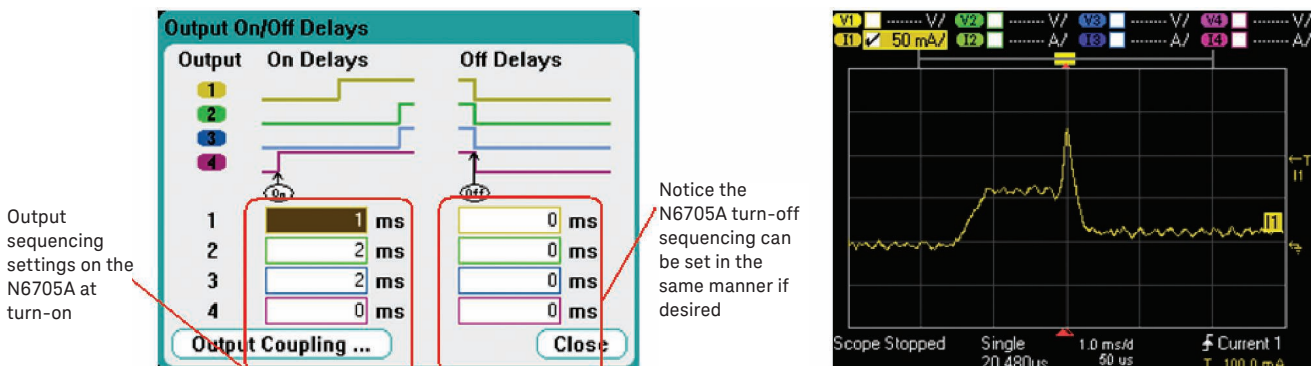 Output On/Off Delays
Output On Delays Off Delays
1
2
3
4
On Off
1 1 ms 0 ms
2 2 ms 0 ms
3 2 ms 0 ms
4 0 ms 0 ms
Output Coupling ... Close
Output
sequencing
settings on the
N6705A at
turn-on
Notice the
N6705A turn-off
sequencing can
be set in the
same manner if
desired
V1 V/ V2 V/ V3 V/ V4 V/
I1 50 mA/ I2 A/ I3 A/ I4 A/
T
I1
I1
Scope Stopped Single 1.0 ms/d Current 1
20.480us 50 us T 100.0 mA